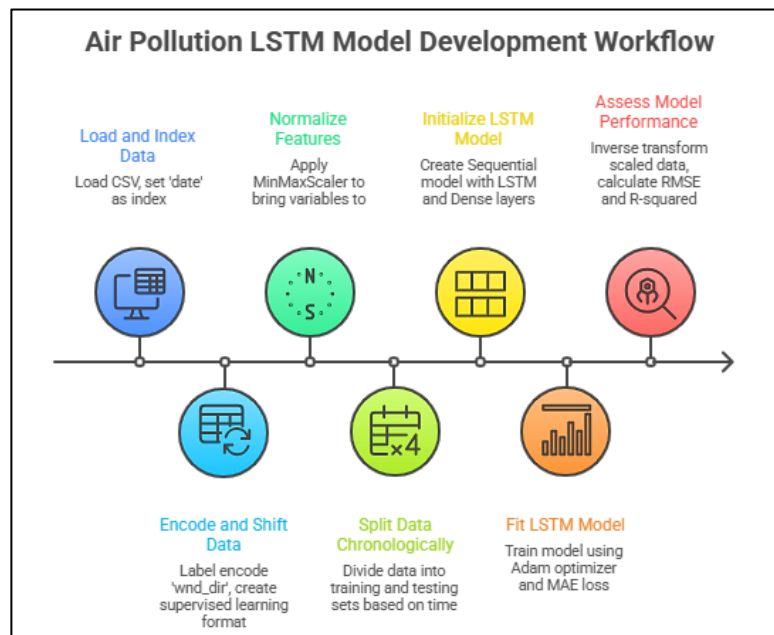 Air Pollution LSTM Model Development Workflow
Load and Index
Data
Load CSV, set 'date'
as index
Normalize
Features
Apply
MinMaxScaler to
bring variables to
Initialize LSTM
Model
Create Sequential
model with LSTM
and Dense layers
Assess Model
Performance
Inverse transform
scaled data,
calculate RMSE
and R-squared
N
S
×4
Encode and Shift
Data
Label encode
'wnd_dir', create
supervised learning
format
Split Data
Chronologically
Divide data into
training and testing
sets based on time
Fit LSTM Model
Train model using
Adam optimizer
and MAE loss